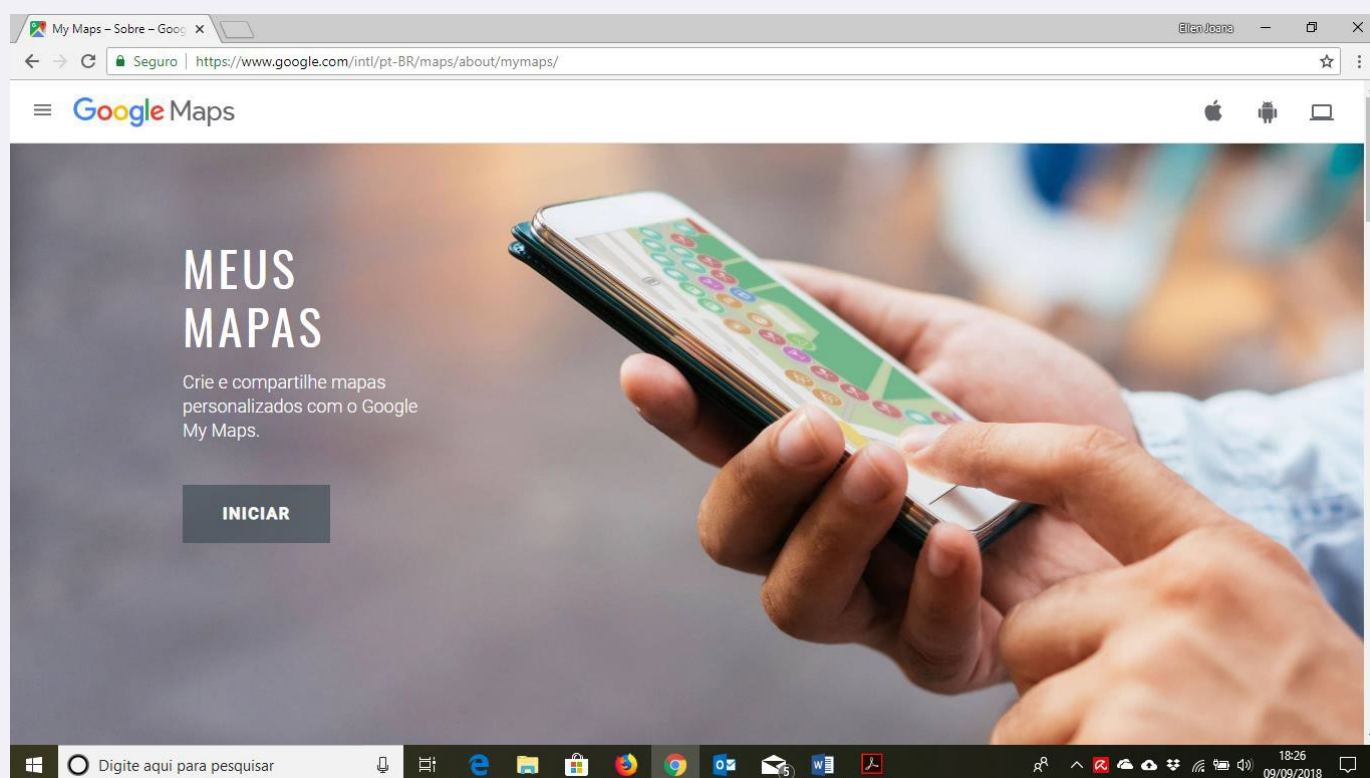 My Maps – Sobre – Goog
Ellen Joana
Seguro | https://www.google.com/intl/pt-BR/maps/about/mymaps/
Google Maps
MEUS
MAPAS
Crie e compartilhe mapas
personalizados com o Google
My Maps.
INICIAR
Digite aqui para pesquisar
5
18:26
09/09/2018